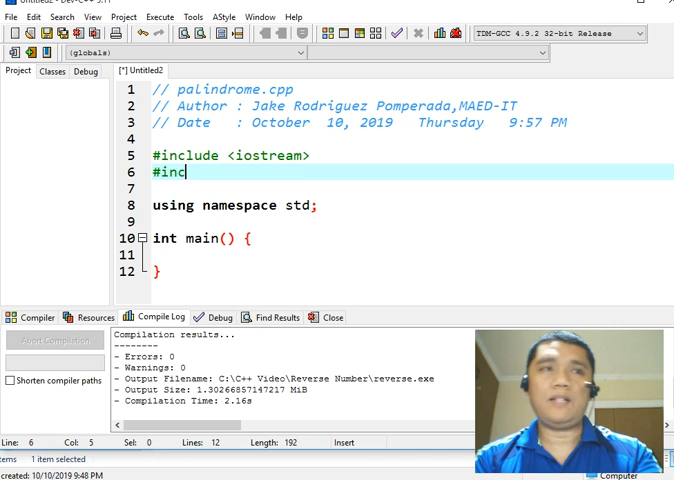 Untitled2 - Dev-C++ 5.11
File Edit Search View Project Execute Tools AStyle Window Help
TDM-GCC 4.9.2 32-bit Release
(globals)
Project Classes Debug
[*] Untitled2
1 // palindrome.cpp
2 // Author : Jake Rodriguez Pomperada,MAED-IT
3 // Date : October 10, 2019 Thursday 9:57 PM
4
5 #include <iostream>
6 #inc
7
8 using namespace std;
9
10 int main() {
11
12 }
Compiler Resources Compile Log Debug Find Results Close
Abort Compilation
Shorten compiler paths
Compilation results...
--------
- Errors: 0
- Warnings: 0
- Output Filename: C:\C++ Video\Reverse Number\reverse.exe
- Output Size: 1.30266857147217 MiB
- Compilation Time: 2.16s
Line: 6 Col: 5 Sel: 0 Lines: 12 Length: 192 Insert
items 1 item selected
created: 10/10/2019 9:48 PM
Computer